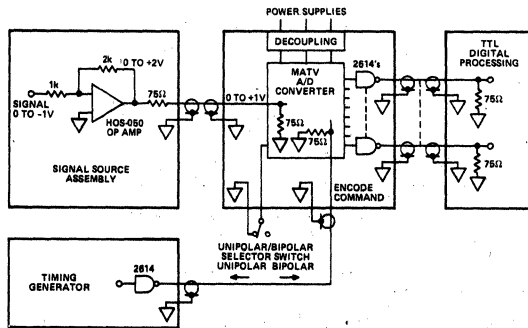 POWER SUPPLIES
DECOUPLING
MATV
A/D
CONVERTER
2614's
TTL
DIGITAL
PROCESSING
2k
0 TO +2V
1k
75Ω
SIGNAL
0 TO -1V
HOS-050
OP AMP
0 TO +1V
75Ω
75Ω
75Ω
75Ω
SIGNAL SOURCE
ASSEMBLY
ENCODE
COMMAND
UNIPOLAR/BIPOLAR
SELECTOR SWITCH
UNIPOLAR BIPOLAR
TIMING
GENERATOR
2614